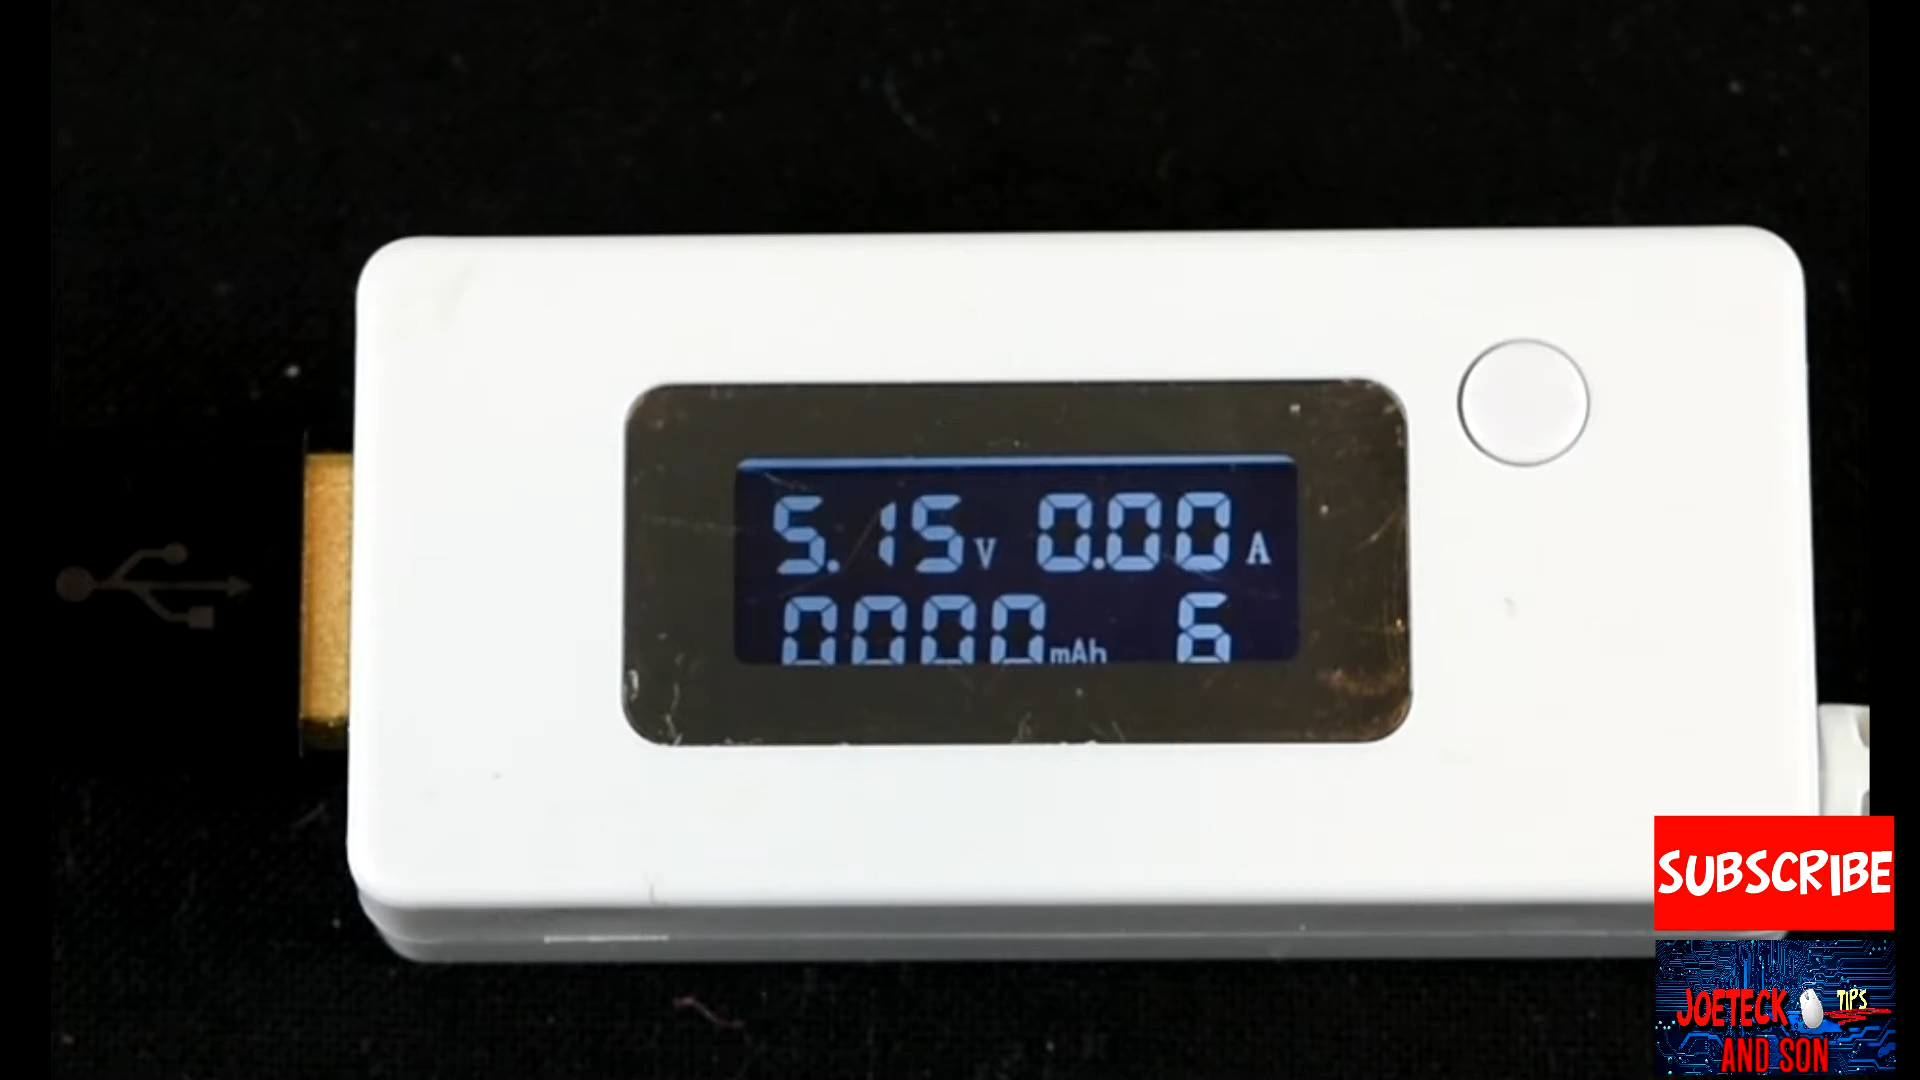 5.15V 0.00A
0000mAh 6
SUBSCRIBE
JOETECK TIPS
AND SON